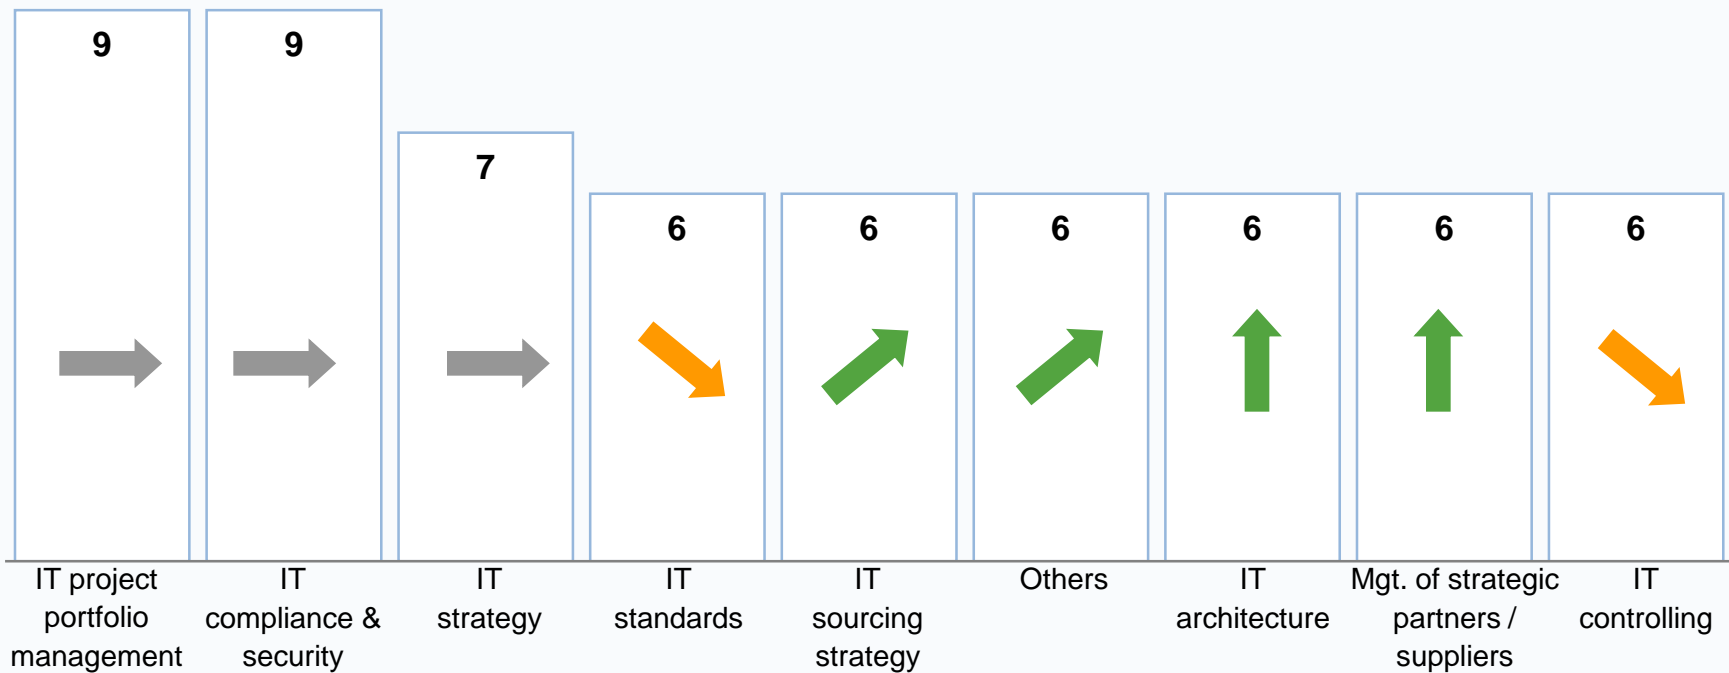 9
9
7
6
6
6
6
6
6
IT project
portfolio
management
IT
compliance &
security
IT
strategy
IT
standards
IT
sourcing
strategy
Others
IT
architecture
Mgt. of strategic
partners /
suppliers
IT
controlling